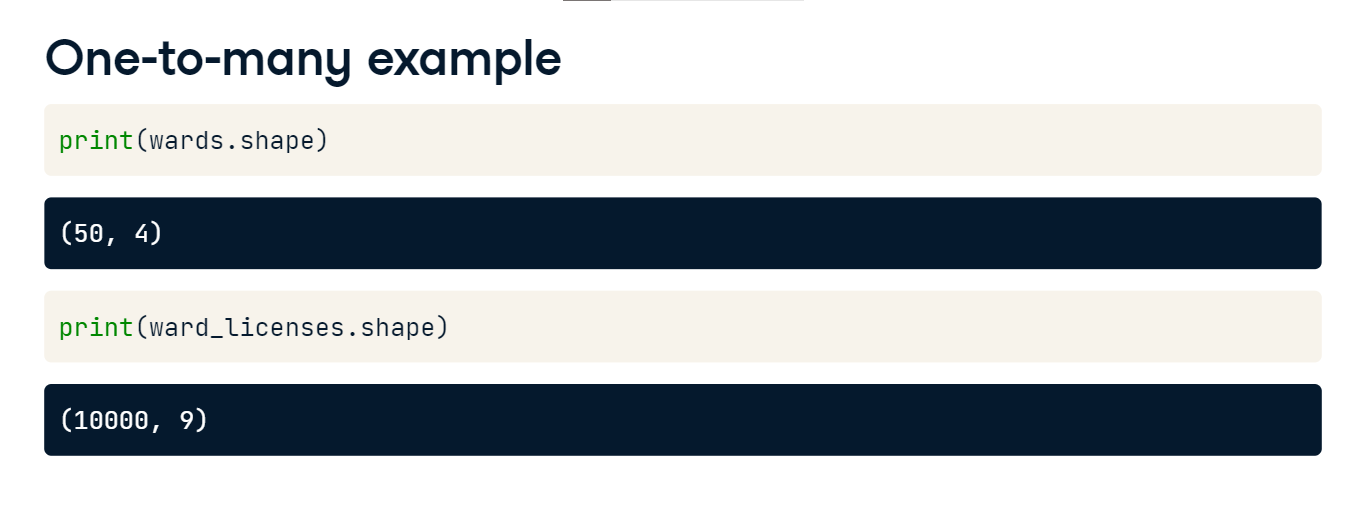 One-to-many example
print(wards.shape)
(50, 4)
print(ward_licenses.shape)
(10000, 9)